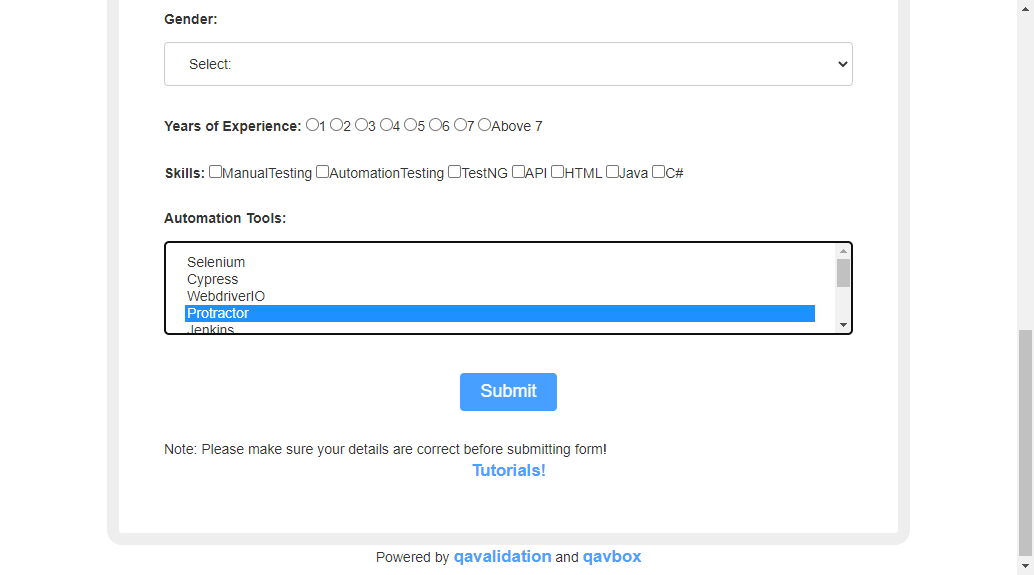 Gender:
Select:
Years of Experience: 1 2 3 4 5 6 7 Above 7
Skills: ManualTesting AutomationTesting TestNG API HTML Java C#
Automation Tools:
Selenium
Cypress
WebdriverIO
Protractor
Jenkins
Submit
Note: Please make sure your details are correct before submitting form!
Tutorials!
Powered by qavalidation and qavbox